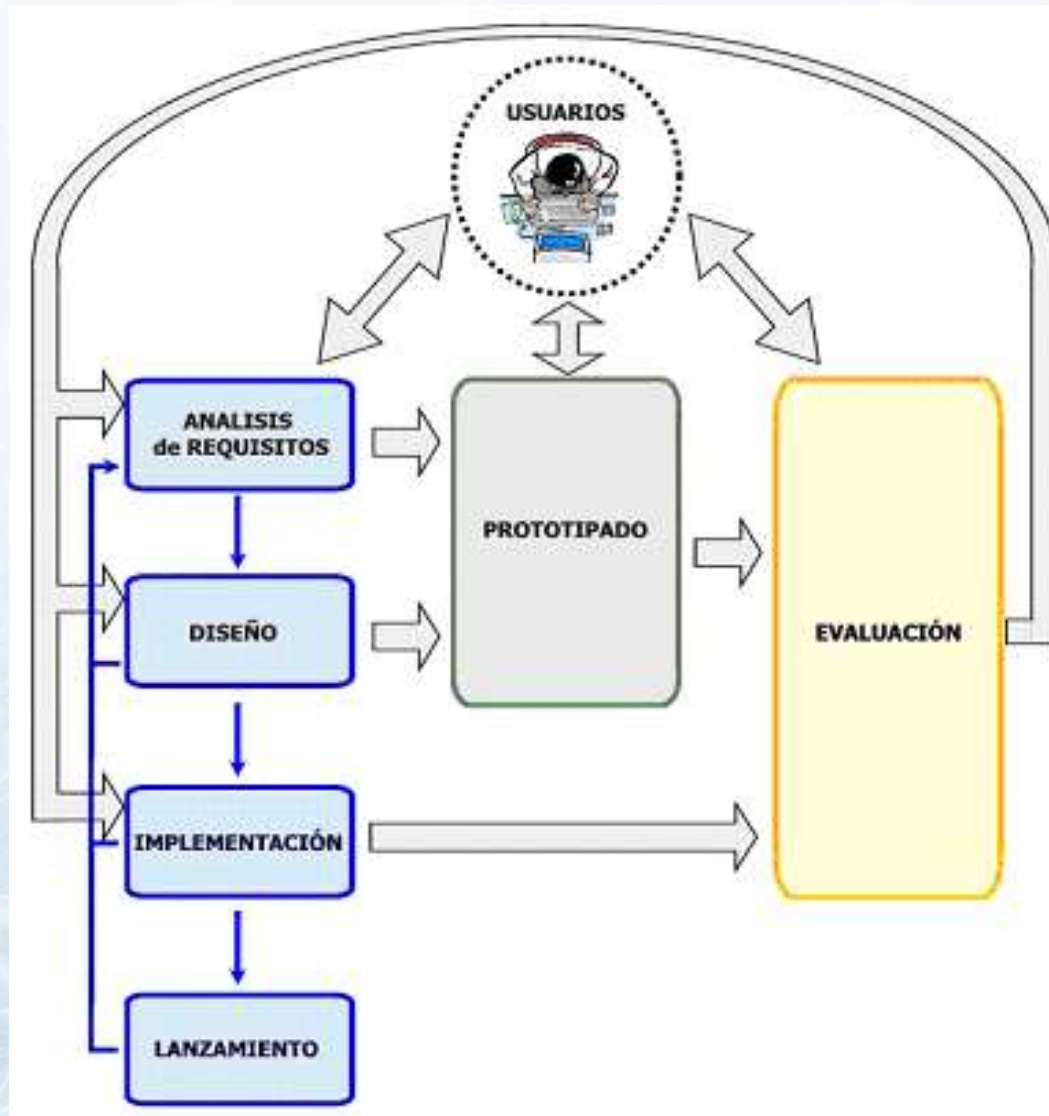 USUARIOS
ANALISIS
de REQUISITOS
PROTOTIPADO
DISEÑO
EVALUACIÓN
IMPLEMENTACIÓN
LANZAMIENTO